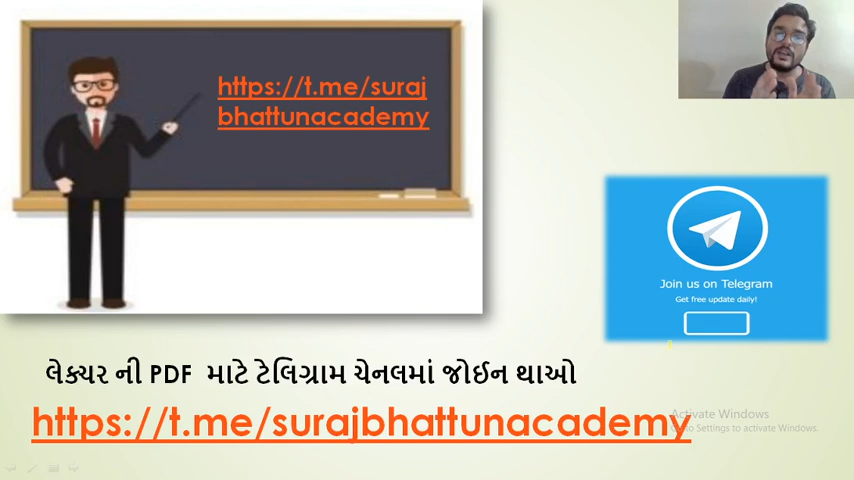 https://t.me/suraj
bhattunacademy
Join us on Telegram
Get free update daily!
લેક્ચર ની PDF માટે ટેલિગ્રામ ચેનલમાં જોઈન થાઓ
https://t.me/surajbhattunacademy
Activate Windows
Go to Settings to activate Windows.